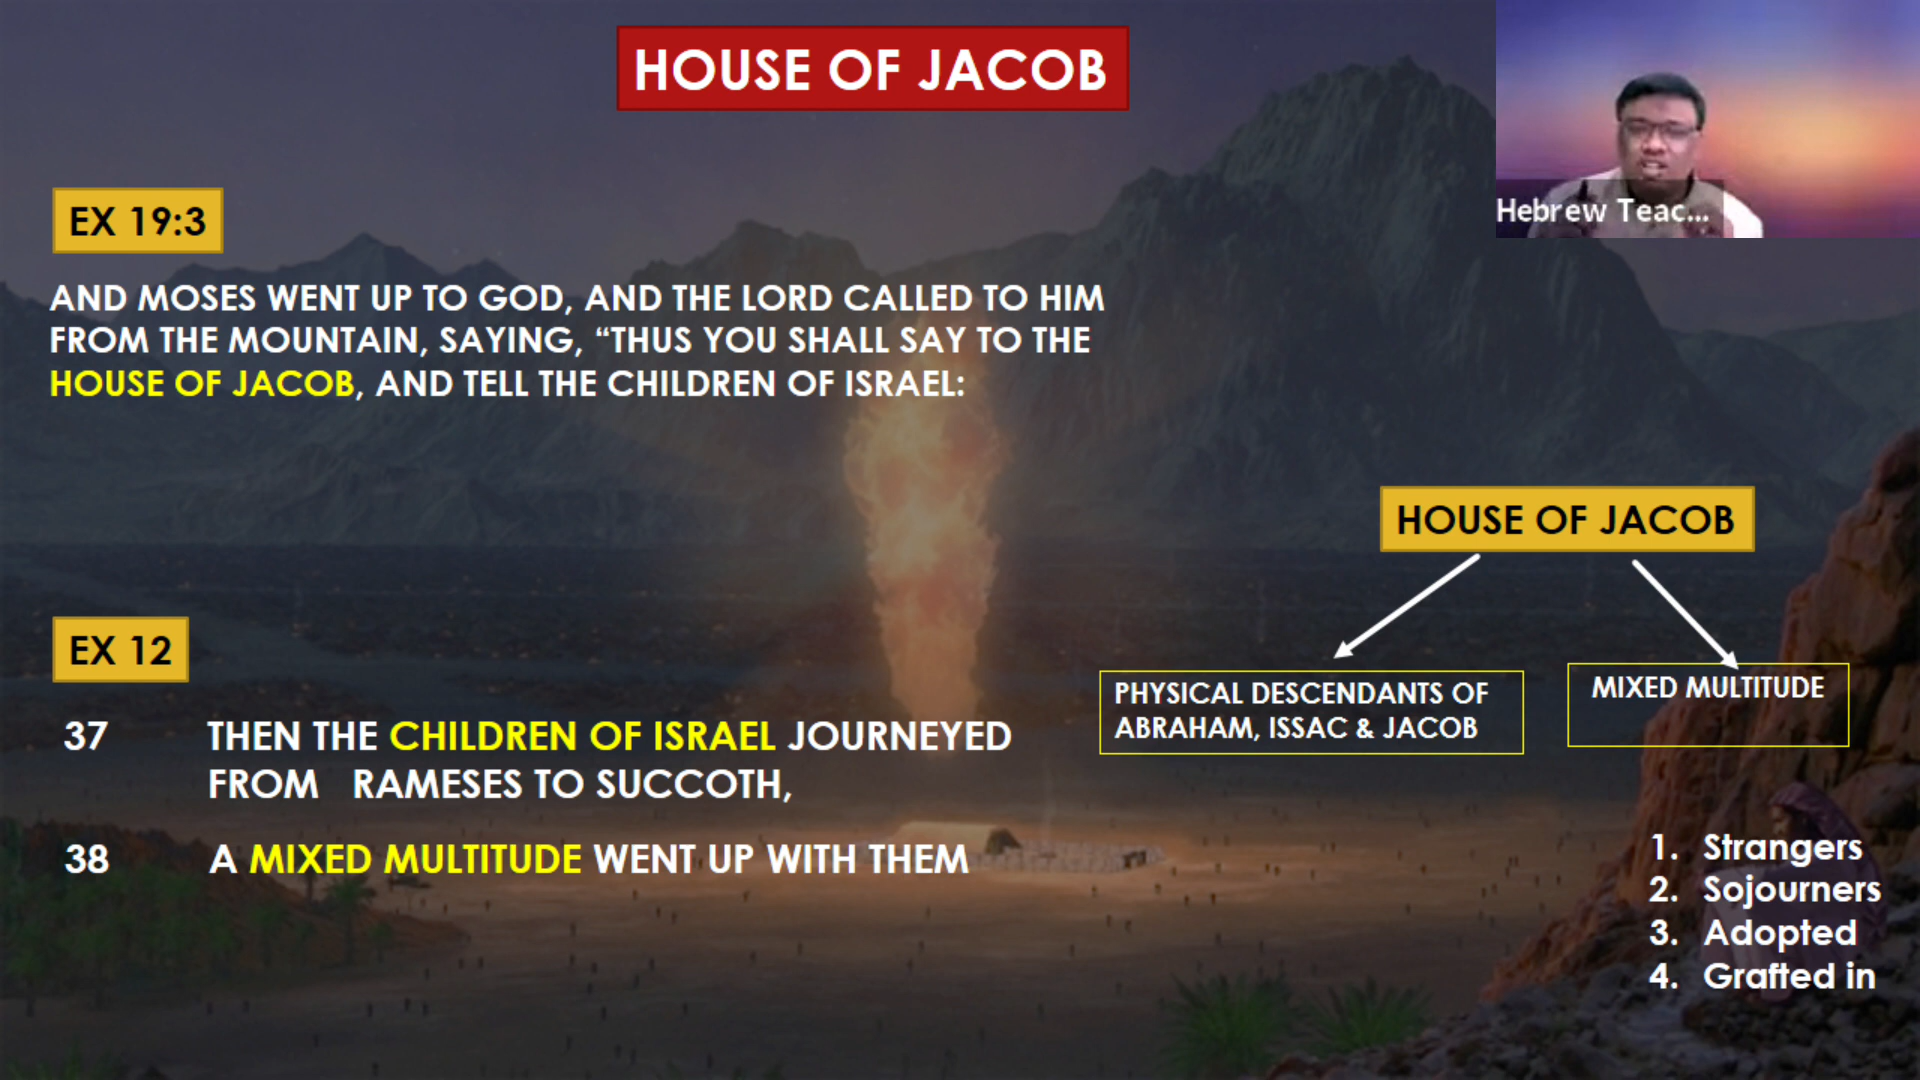 HOUSE OF JACOB
Hebrew Teac...
EX 19:3
AND MOSES WENT UP TO GOD, AND THE LORD CALLED TO HIM
FROM THE MOUNTAIN, SAYING, “THUS YOU SHALL SAY TO THE
HOUSE OF JACOB, AND TELL THE CHILDREN OF ISRAEL:
EX 12
37 THEN THE CHILDREN OF ISRAEL JOURNEYED
FROM RAMESES TO SUCCOTH,
38 A MIXED MULTITUDE WENT UP WITH THEM
HOUSE OF JACOB
PHYSICAL DESCENDANTS OF
ABRAHAM, ISSAC & JACOB
MIXED MULTITUDE
1. Strangers
2. Sojourners
3. Adopted
4. Grafted in